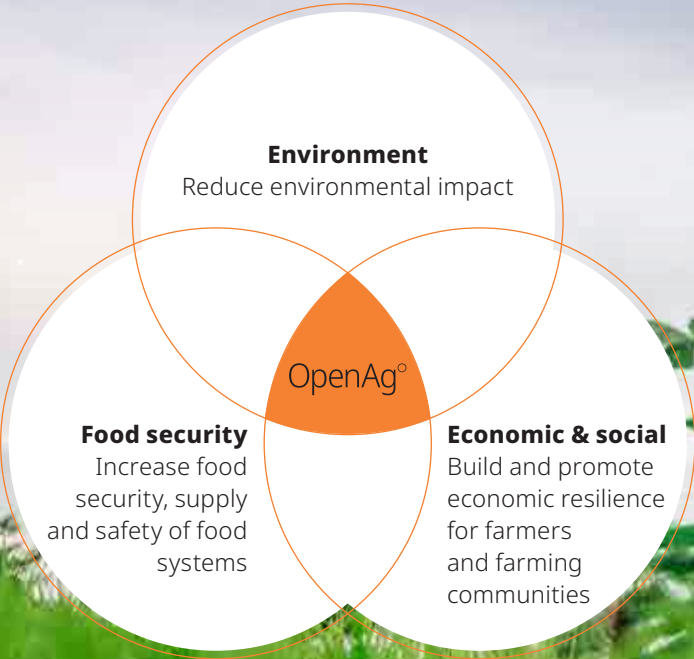 Environment
Reduce environmental impact
OpenAg°
Food security
Increase food
security, supply
and safety of food
systems
Economic & social
Build and promote
economic resilience
for farmers
and farming
communities